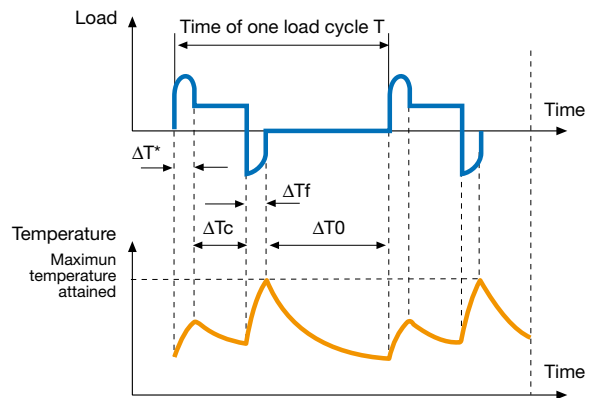 Load
Time of one load cycle T
Time
ΔT*
ΔTf
ΔTc
ΔT0
Temperature
Maximun
temperature
attained
Time